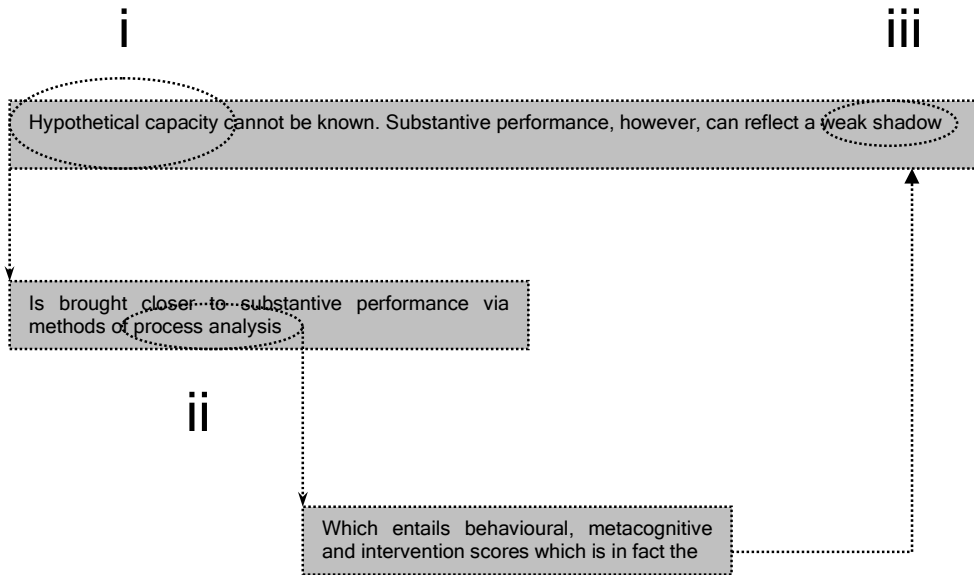 i
iii
Hypothetical capacity cannot be known. Substantive performance, however, can reflect a weak shadow
Is brought closer to substantive performance via
methods of process analysis
ii
Which entails behavioural, metacognitive
and intervention scores which is in fact the